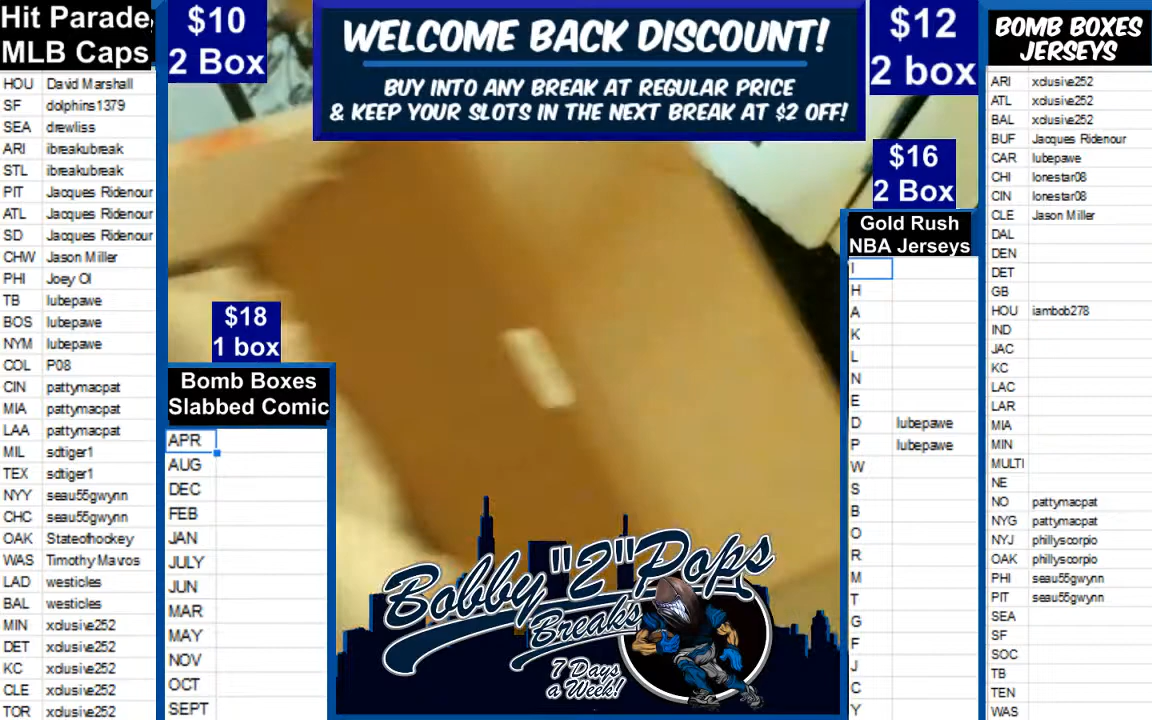 Hit Parade
MLB Caps
HOU David Marshall
SF dolphins1379
SEA drewliss
ARI ibreakubreak
STL ibreakubreak
PIT Jacques Ridenour
ATL Jacques Ridenour
SD Jacques Ridenour
CHW Jason Miller
PHI Joey Ol
TB lubepawe
BOS lubepawe
NYM lubepawe
COL P08
CIN pattymacpat
MIA pattymacpat
LAA pattymacpat
MIL sdtiger1
TEX sdtiger1
NYY seau55gwynn
CHC seau55gwynn
OAK Stateofhockey
WAS Timothy Mavros
LAD westicles
BAL westicles
MIN xclusive252
DET xclusive252
KC xclusive252
CLE xclusive252
TOR xclusive252
$10
2 Box
WELCOME BACK DISCOUNT!
BUY INTO ANY BREAK AT REGULAR PRICE
& KEEP YOUR SLOTS IN THE NEXT BREAK AT $2 OFF!
$12
2 box
$16
2 Box
$18
1 box
Bomb Boxes
Slabbed Comic
APR
AUG
DEC
FEB
JAN
JULY
JUN
MAR
MAY
NOV
OCT
SEPT
Bobby "2" Pops
Breaks
7 Days
a Week!
Gold Rush
NBA Jerseys
I
H
A
K
L
N
E
D lubepawe
P lubepawe
W
S
B
O
R
M
T
G
F
J
C
Y
BOMB BOXES
JERSEYS
ARI xclusive252
ATL xclusive252
BAL xclusive252
BUF Jacques Ridenour
CAR lubepawe
CHI lonestar08
CIN lonestar08
CLE Jason Miller
DAL
DEN
DET
GB
HOU iambob278
IND
JAC
KC
LAC
LAR
MIA
MIN
MULTI
NE
NO pattymacpat
NYG pattymacpat
NYJ phillyscorpio
OAK phillyscorpio
PHI seau55gwynn
PIT seau55gwynn
SEA
SF
SOC
TB
TEN
WAS